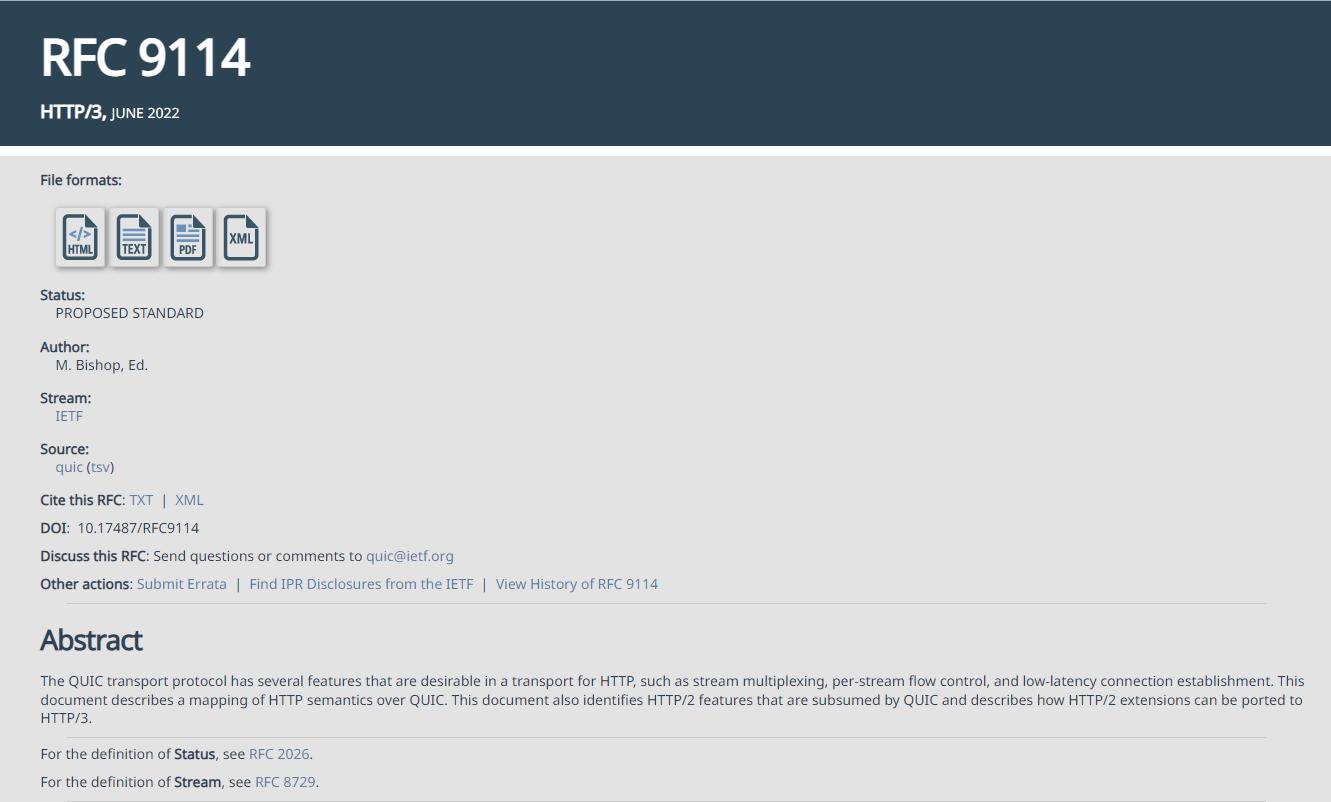 RFC 9114
HTTP/3, JUNE 2022
File formats:
</> HTML TEXT PDF XML
Status:
PROPOSED STANDARD
Author:
M. Bishop, Ed.
Stream:
IETF
Source:
quic (tsv)
Cite this RFC: TXT | XML
DOI: 10.17487/RFC9114
Discuss this RFC: Send questions or comments to quic@ietf.org
Other actions: Submit Errata | Find IPR Disclosures from the IETF | View History of RFC 9114
Abstract
The QUIC transport protocol has several features that are desirable in a transport for HTTP, such as stream multiplexing, per-stream flow control, and low-latency connection establishment. This
document describes a mapping of HTTP semantics over QUIC. This document also identifies HTTP/2 features that are subsumed by QUIC and describes how HTTP/2 extensions can be ported to
HTTP/3.
For the definition of Status, see RFC 2026.
For the definition of Stream, see RFC 8729.